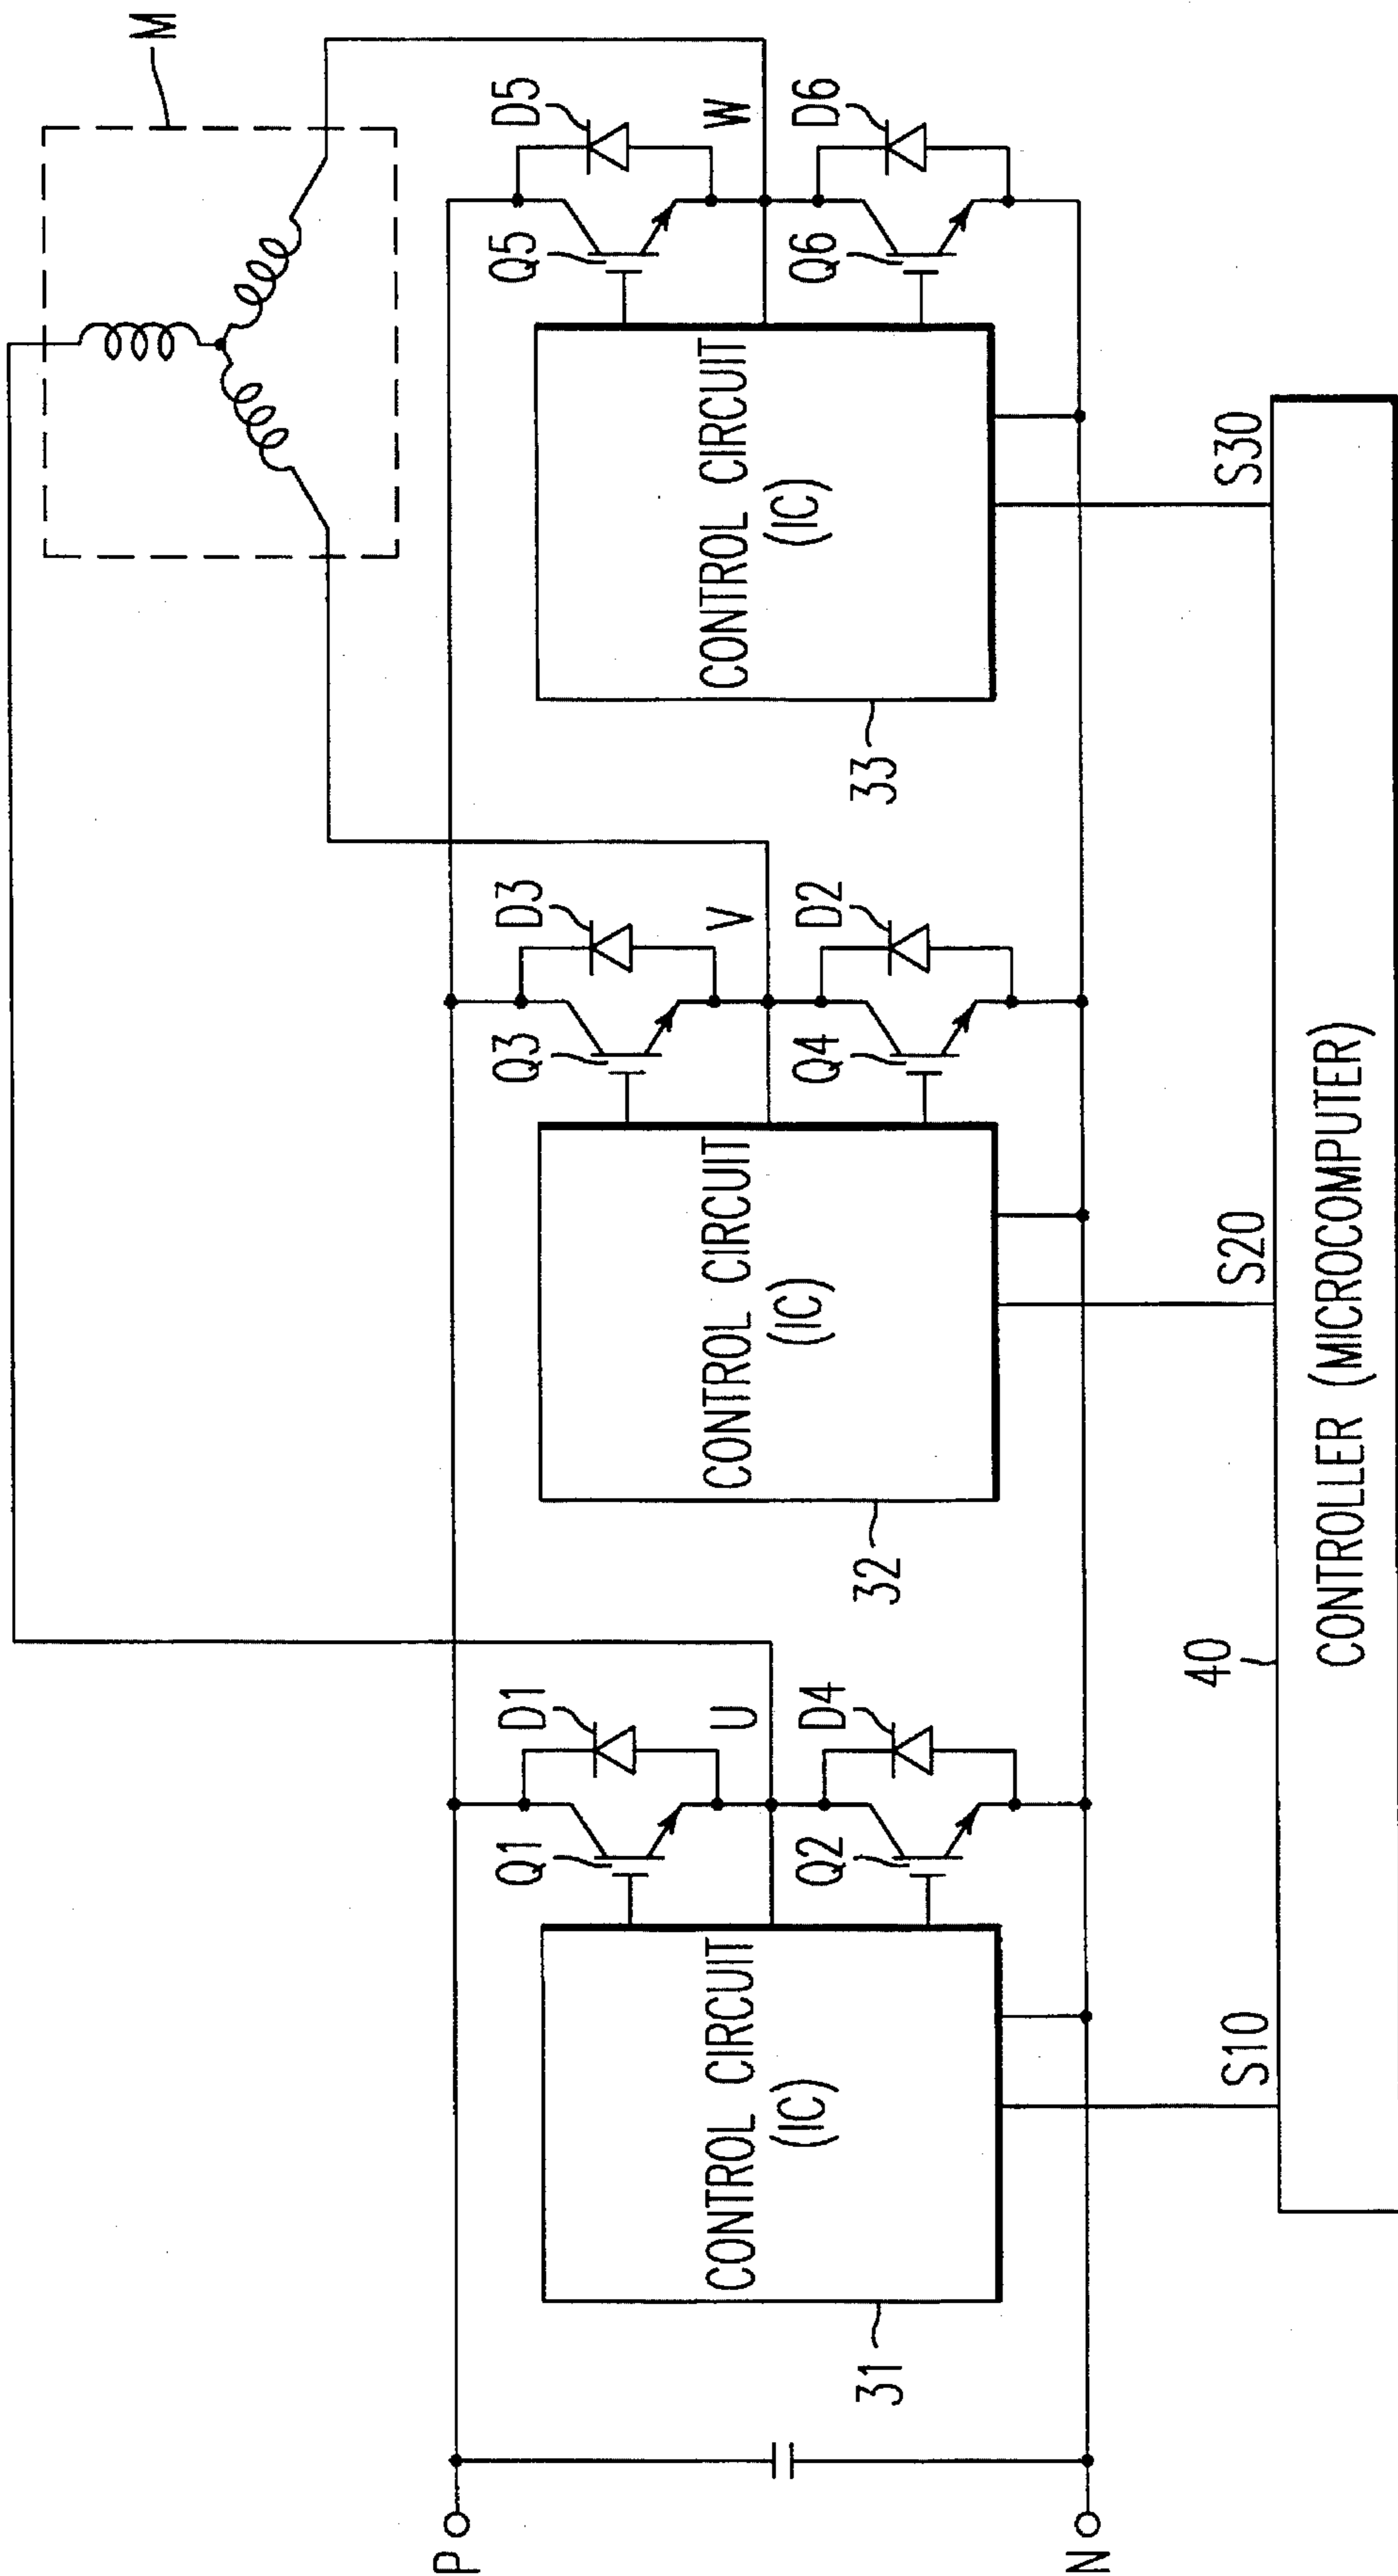 M
D1
D3
D5
Q1
Q3
Q5
U
V
W
D4
D2
D6
Q2
Q4
Q6
CONTROL CIRCUIT
(IC)
CONTROL CIRCUIT
(IC)
CONTROL CIRCUIT
(IC)
31
32
33
P
N
S10
S20
S30
40
CONTROLLER (MICROCOMPUTER)